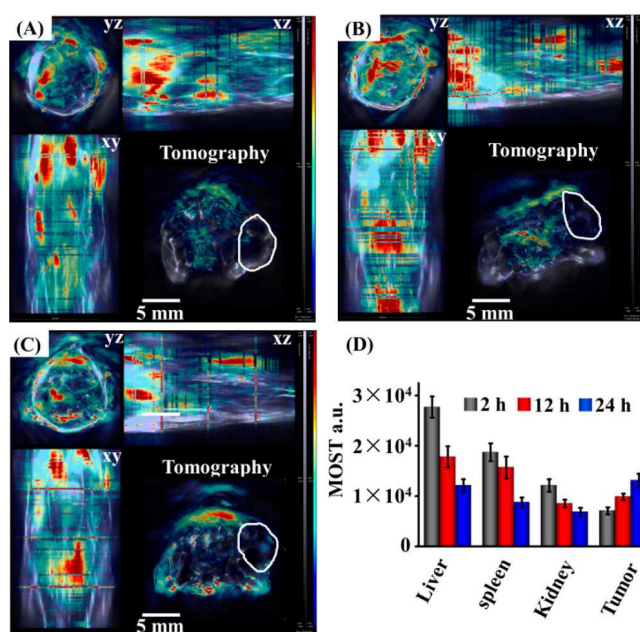 (A)
yz
xz
xy
Tomography
5 mm
(B)
yz
xz
xy
Tomography
5 mm
(C)
yz
xz
xy
Tomography
5 mm
(D)
MOST a.u.
3×10⁴
2×10⁴
1×10⁴
0
2 h 12 h 24 h
Liver
spleen
Kidney
Tumor